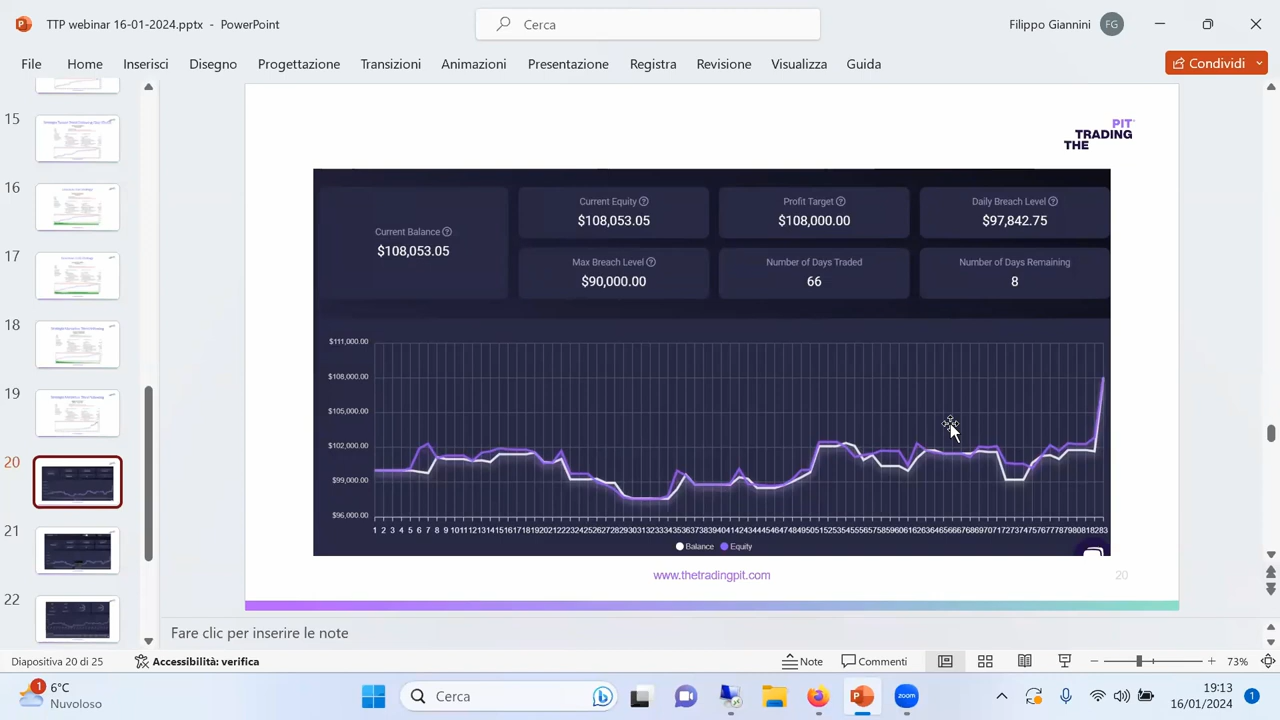 TTP webinar 16-01-2024.pptx - PowerPoint
Cerca
Filippo Giannini
FG
File Home Inserisci Disegno Progettazione Transizioni Animazioni Presentazione Registra Revisione Visualizza Guida
Condividi
15
16
17
18
19
20
21
22
PIT
TRADING
THE
Current Balance
$108,053.05
Current Equity
$108,053.05
Profit Target
$108,000.00
Daily Breach Level
$97,842.75
Max Breach Level
$90,000.00
Number of Days Traded
66
Number of Days Remaining
8
$111,000.00
$108,000.00
$105,000.00
$102,000.00
$99,000.00
$96,000.00
Balance Equity
www.thetradingpit.com
20
Fare clic per inserire le note
Diapositiva 20 di 25
Accessibilità: verifica
Note
Commenti
73%
1
6°C
Nuvoloso
Cerca
zoom
19:13
16/01/2024
1